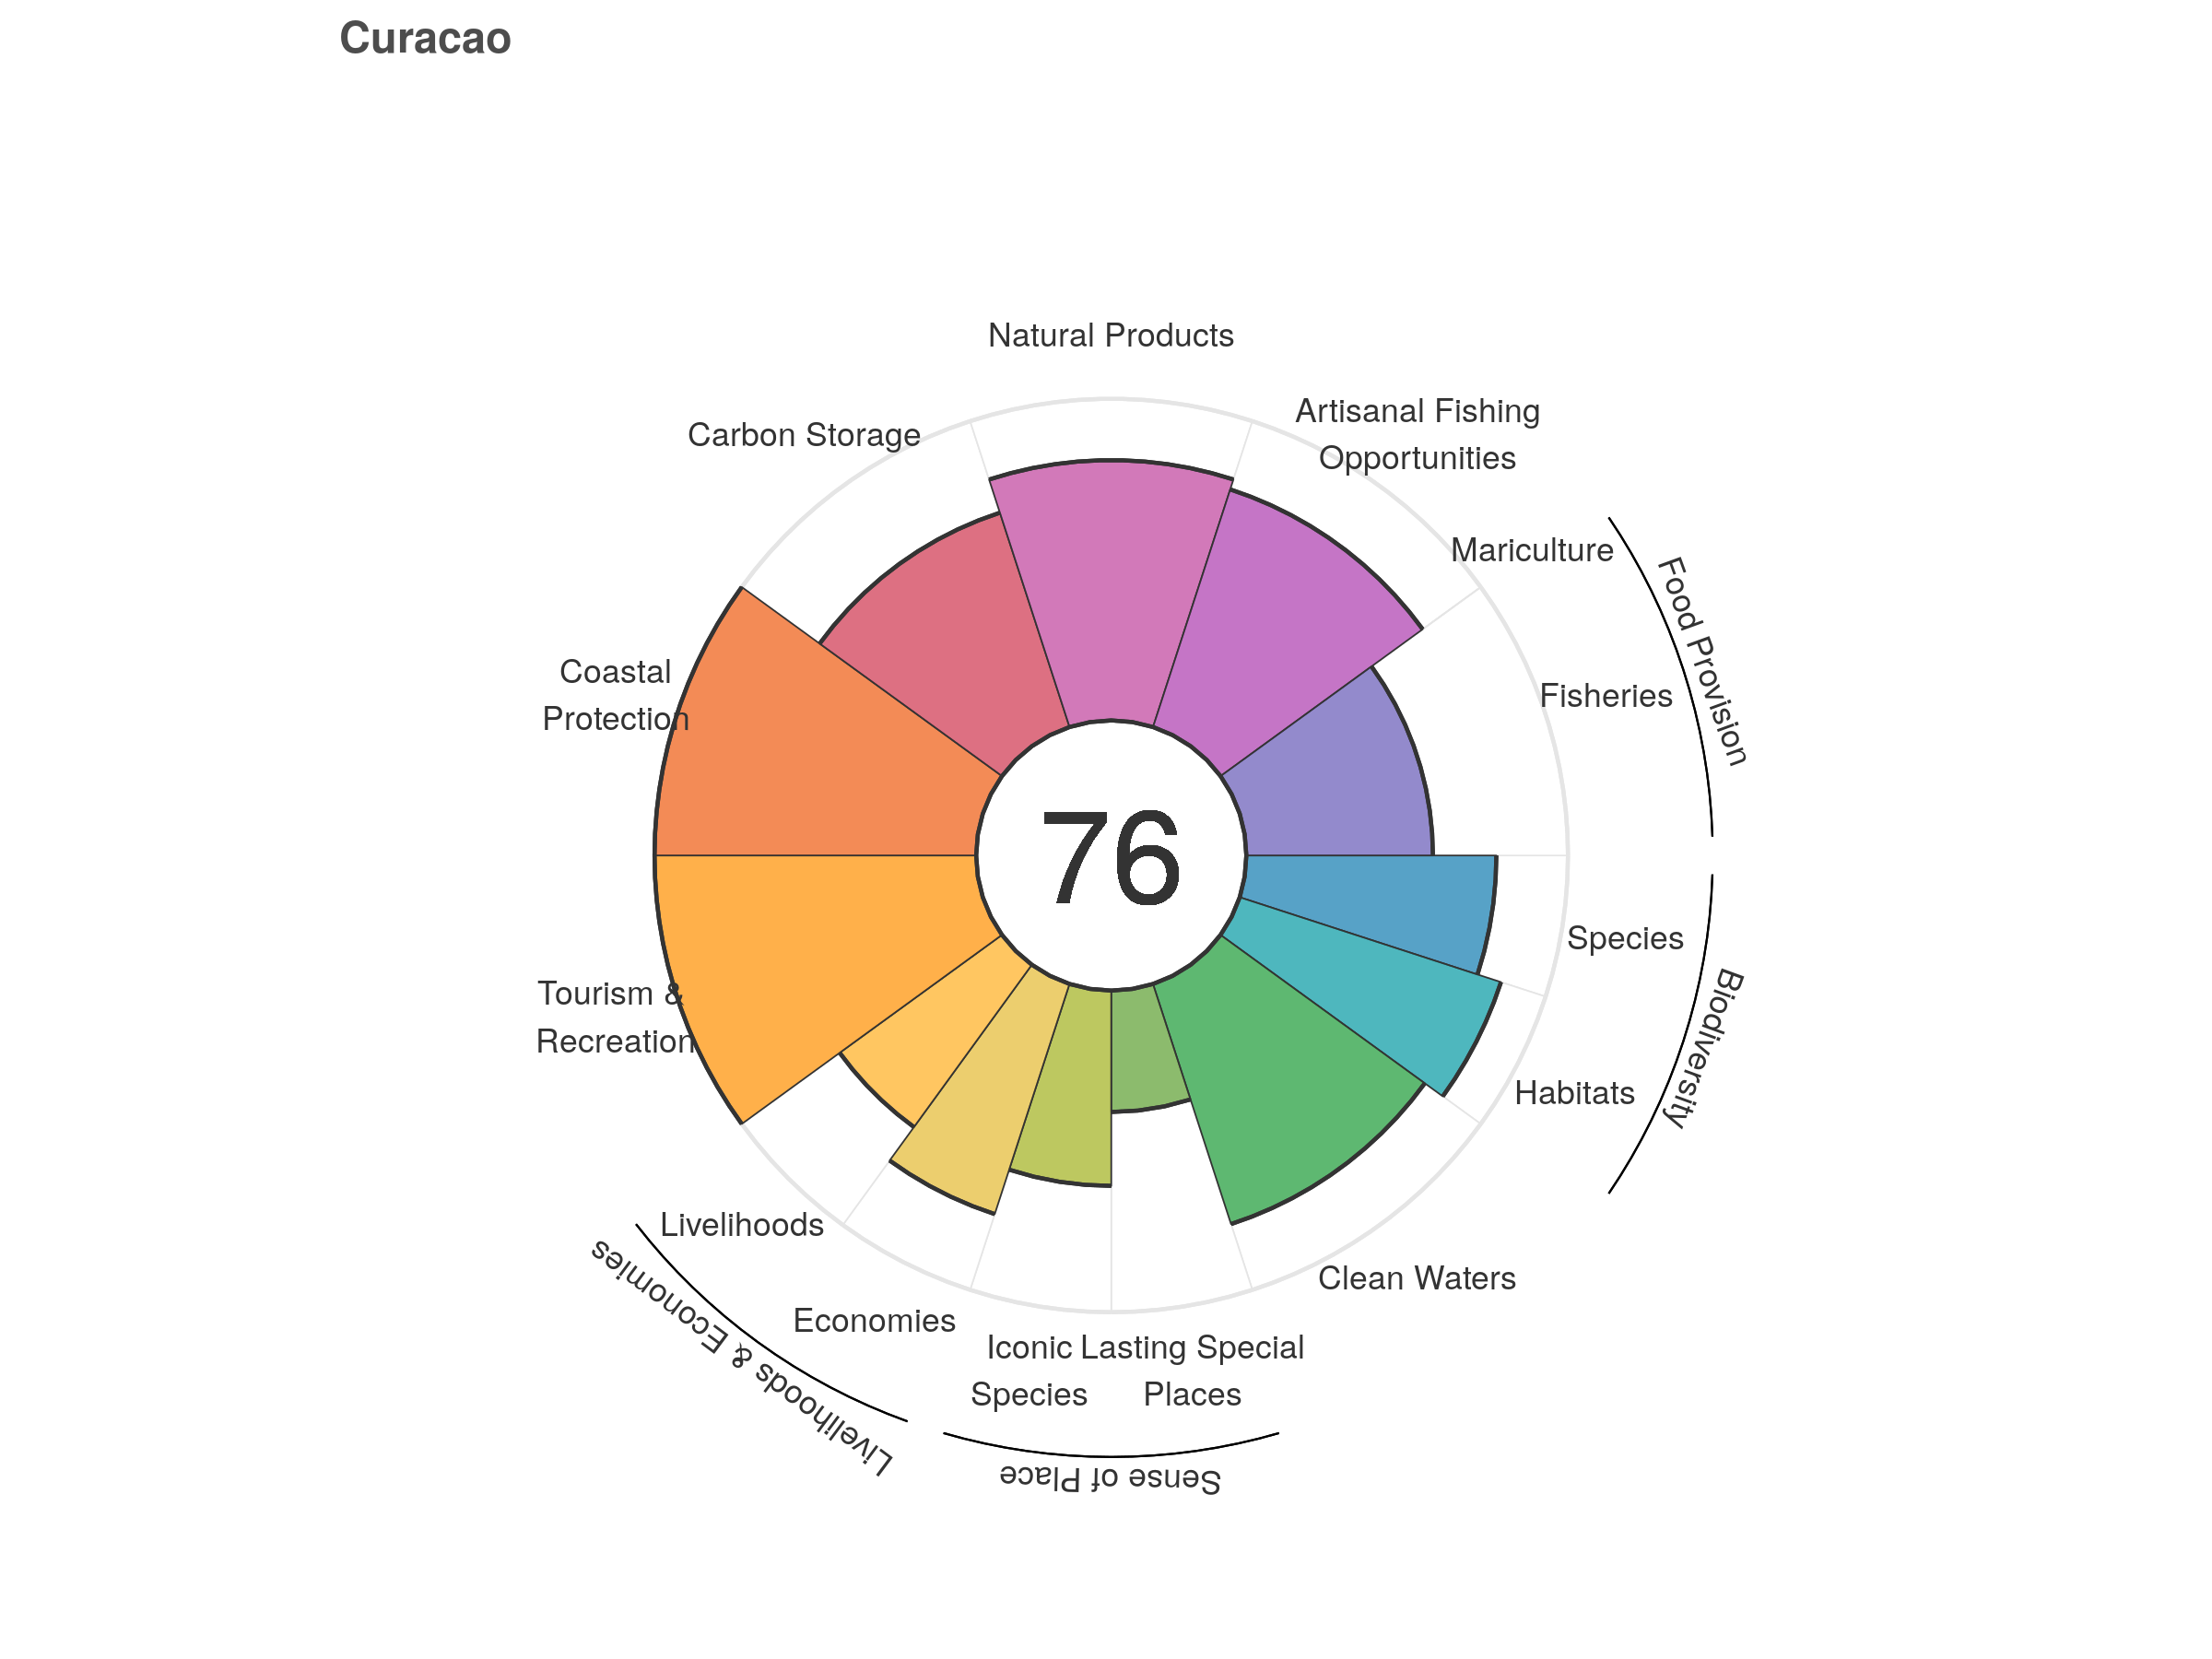 Curacao
Natural Products
Artisanal Fishing
Opportunities
Carbon Storage
Mariculture
Food Provision
Fisheries
Coastal
Protection
76
Species
Biodiversity
Tourism &
Recreation
Habitats
Livelihoods
Livelihoods & Economies
Clean Waters
Economies
Iconic
Species
Lasting Special
Places
Sense of Place